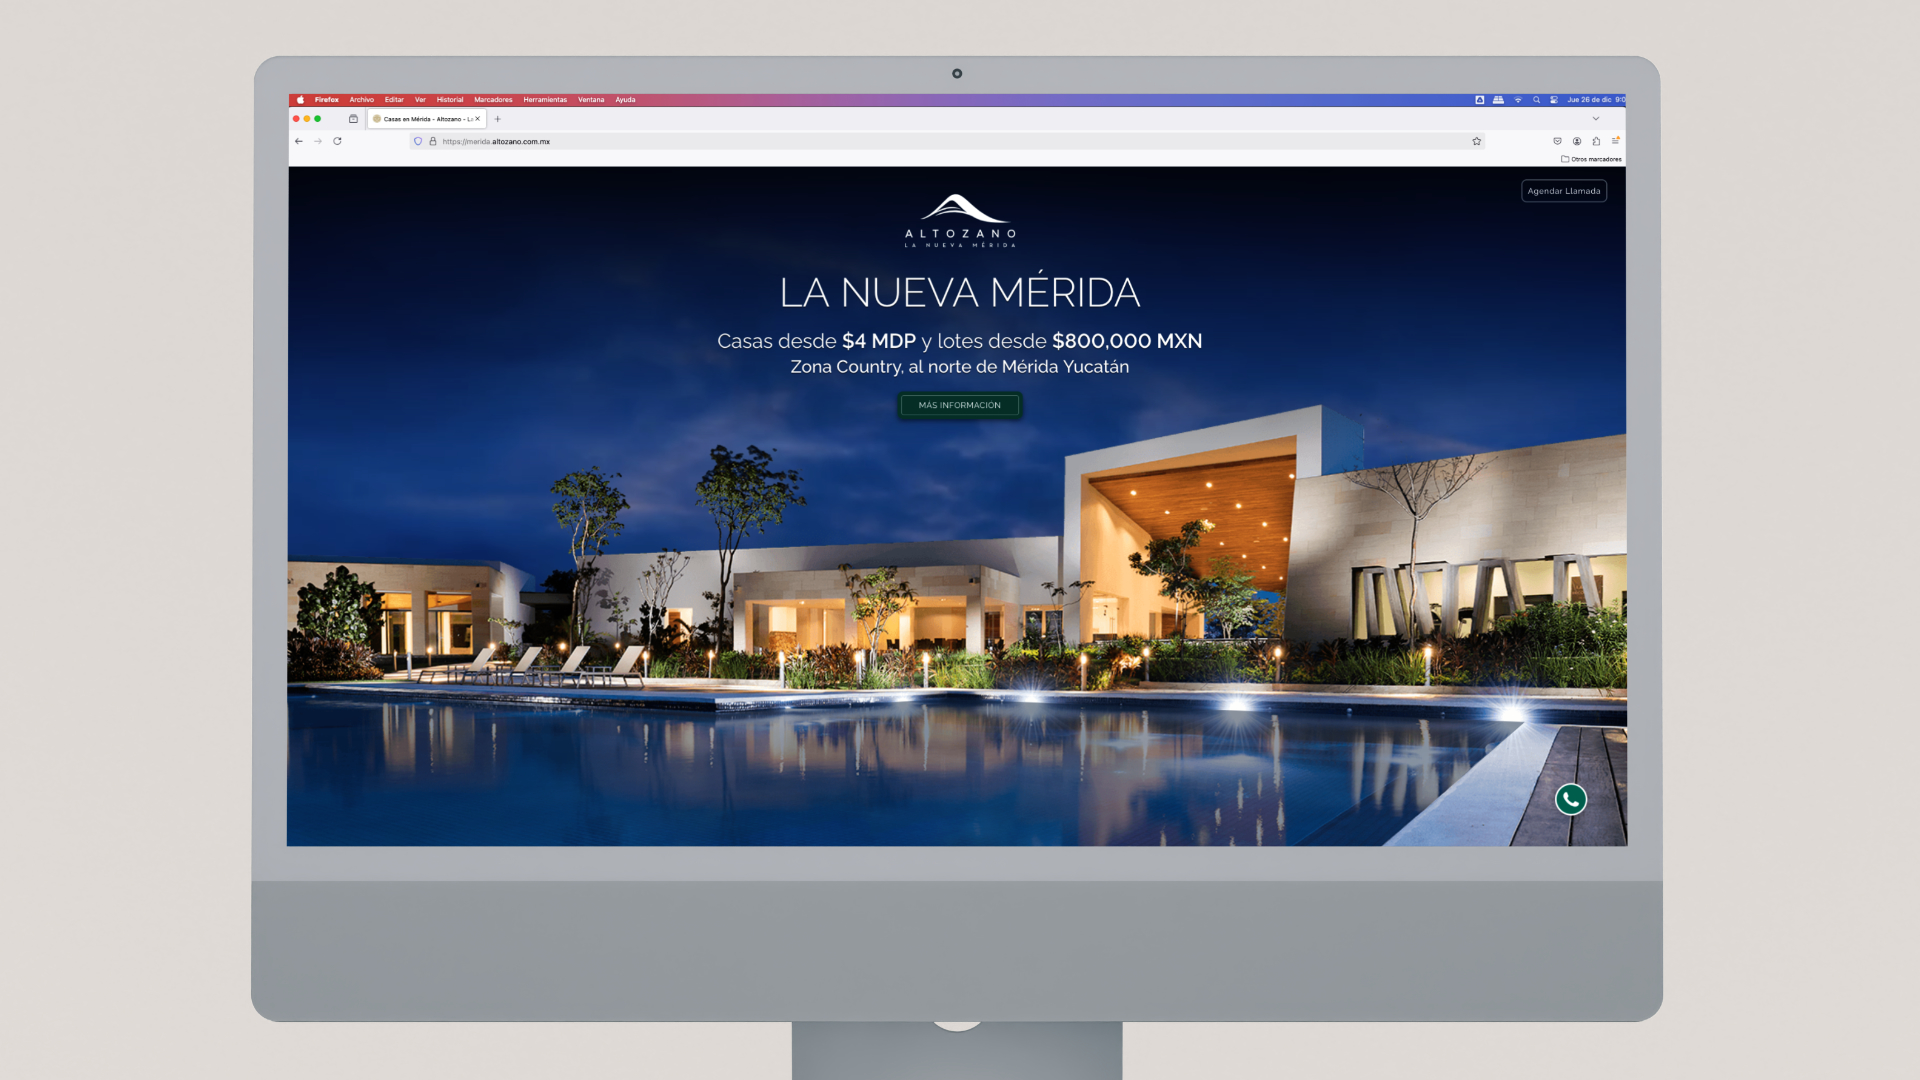 Firefox Archivo Editar Ver Historial Marcadores Herramientas Ventana Ayuda
Jue 26 de dic 9:0
Casas en Mérida - Altozano - La
https://merida.altozano.com.mx
Otros marcadores
Agendar Llamada
ALTOZANO
LA NUEVA MÉRIDA
LA NUEVA MÉRIDA
Casas desde $4 MDP y lotes desde $800,000 MXN
Zona Country, al norte de Mérida Yucatán
MÁS INFORMACIÓN